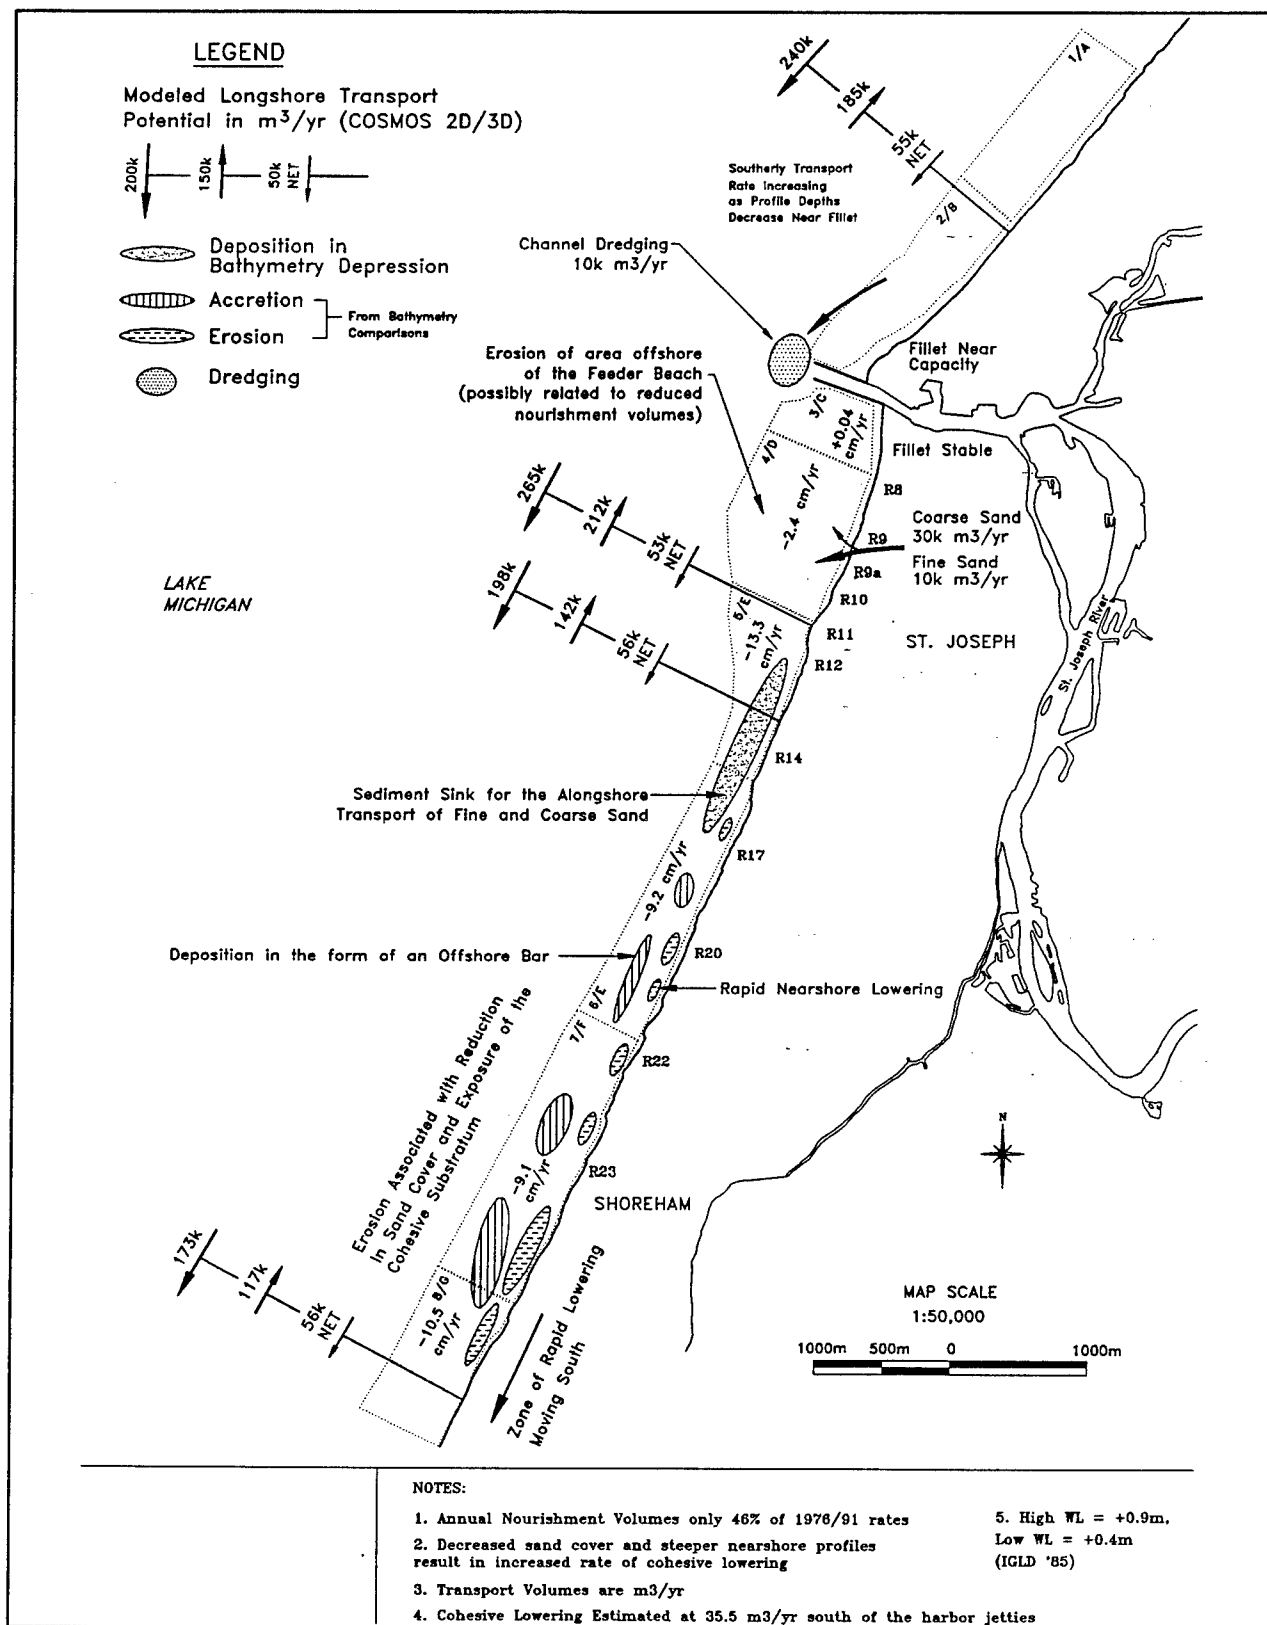 LEGEND
Modeled Longshore Transport
Potential in m³/yr (COSMOS 2D/3D)
200k
150k
50k
NET
Deposition in
Bathymetry Depression
Accretion
Erosion
From Bathymetry
Comparisons
Dredging
240k
185k
55k
NET
1/A
2/B
Southerly Transport
Rate Increasing
as Profile Depths
Decrease Near Fillet
Channel Dredging
10k m3/yr
Erosion of area offshore
of the Feeder Beach
(possibly related to reduced
nourishment volumes)
Fillet Near
Capacity
3/C
+0.04
cm/yr
Fillet Stable
4/D
-2.4 cm/yr
R8
R9
R9a
R10
R11
R12
R14
R17
R20
R22
R23
Coarse Sand
30k m3/yr
Fine Sand
10k m3/yr
265k
212k
53k
NET
198k
142k
56k
NET
LAKE
MICHIGAN
5/E
-13.3
cm/yr
ST. JOSEPH
St. Joseph River
Sediment Sink for the Alongshore
Transport of Fine and Coarse Sand
-9.2 cm/yr
Deposition in the form of an Offshore Bar
Rapid Nearshore Lowering
6/E
7/F
Erosion Associated with Reduction
In Sand Cover and Exposure of the
Cohesive Substratum
-9.1
cm/yr
SHOREHAM
N
173k
117k
56k
NET
8/G
-10.5
cm/yr
Zone of Rapid Lowering
Moving South
MAP SCALE
1:50,000
1000m 500m 0 1000m
NOTES:
1. Annual Nourishment Volumes only 46% of 1976/91 rates
2. Decreased sand cover and steeper nearshore profiles
result in increased rate of cohesive lowering
3. Transport Volumes are m3/yr
4. Cohesive Lowering Estimated at 35.5 m3/yr south of the harbor jetties
5. High WL = +0.9m,
Low WL = +0.4m
(IGLD '85)